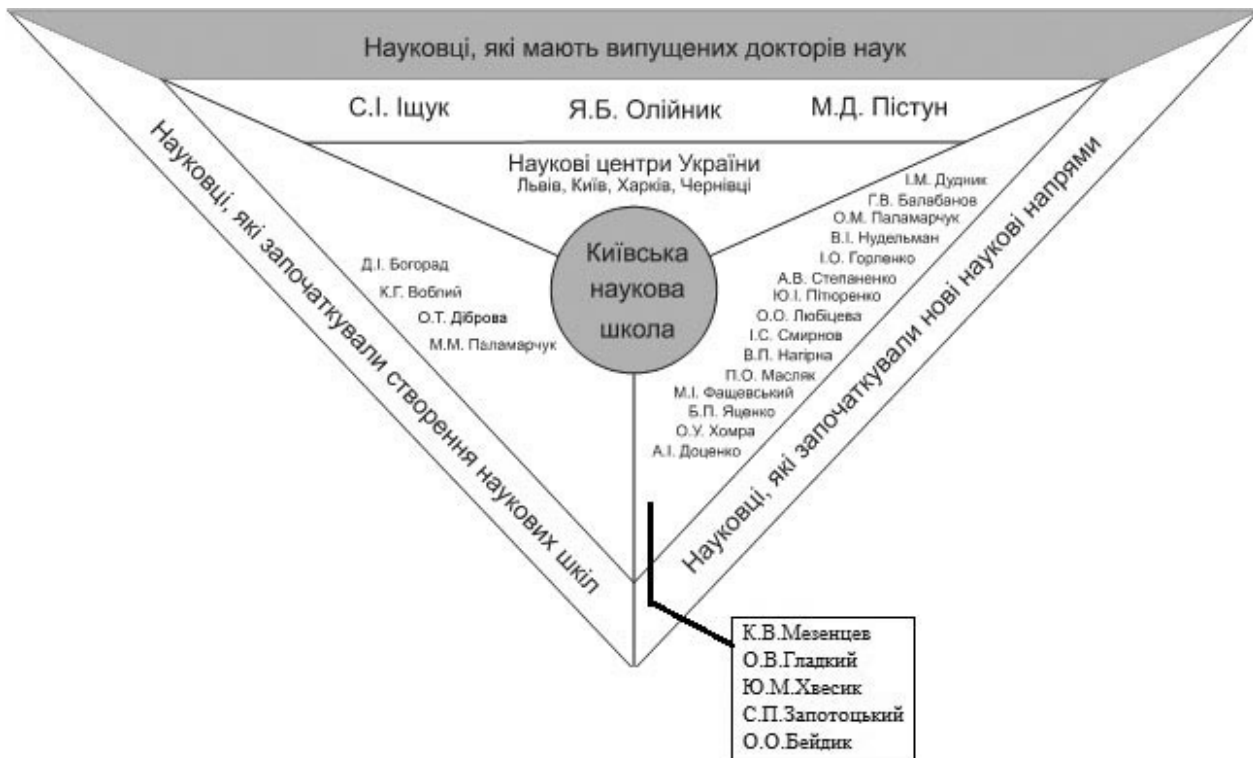 Науковці, які мають випущених докторів наук
С.І. Іщук
Я.Б. Олійник
М.Д. Пістун
Наукові центри України
Львів, Київ, Харків, Чернівці
Київська
наукова
школа
Науковці, які започаткували створення наукових шкіл
Д.І. Богорад
К.Г. Воблий
О.Т. Діброва
М.М. Паламарчук
Науковці, які започаткували нові наукові напрями
І.М. Дудник
Г.В. Балабанов
О.М. Паламарчук
В.І. Нудельман
І.О. Горленко
А.В. Степаненко
Ю.І. Пітюренко
О.О. Любіцева
І.С. Смирнов
В.П. Нагірна
П.О. Масляк
М.І. Фащевський
Б.П. Яценко
О.У. Хомра
А.І. Доценко
К.В.Мезенцев
О.В.Гладкий
Ю.М.Хвесик
С.П.Запотоцький
О.О.Бейдик